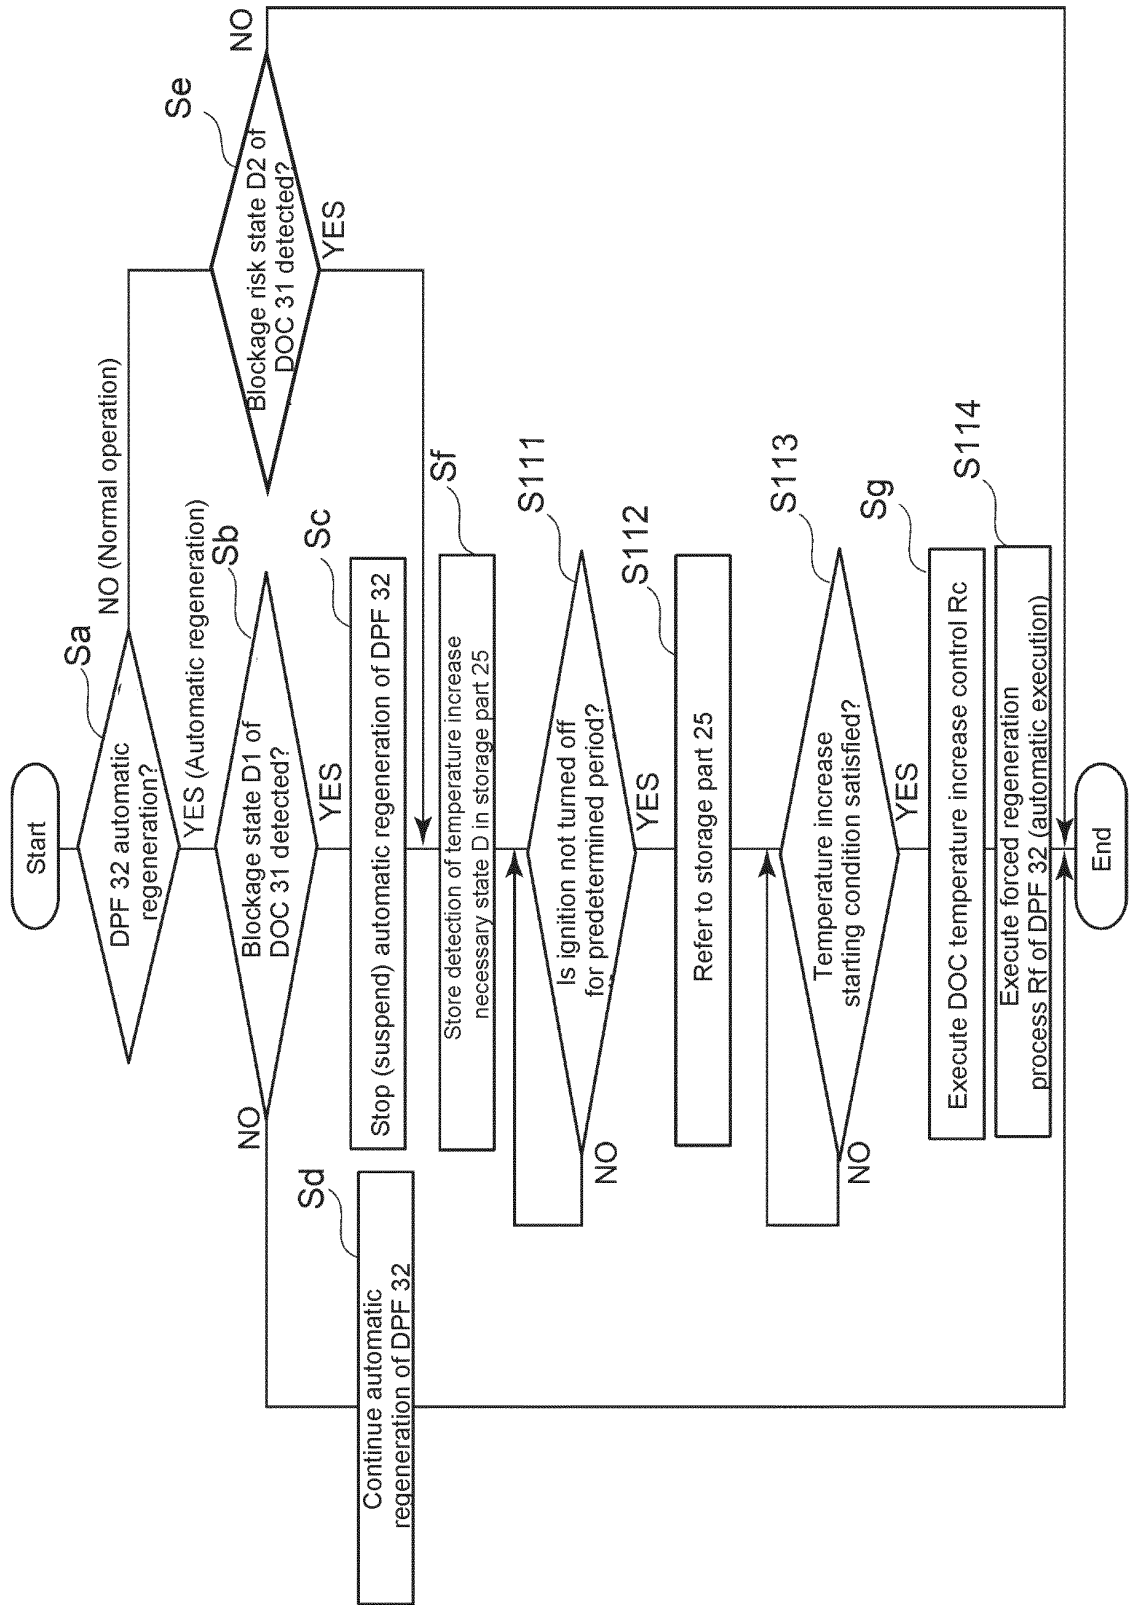 Start
Sa
DPF 32 automatic
regeneration?
NO (Normal operation)
YES (Automatic regeneration)
Sb
Blockage state D1 of
DOC 31 detected?
NO
YES
Se
Blockage risk state D2 of
DOC 31 detected?
NO
YES
Sc
Stop (suspend) automatic regeneration of DPF 32
Sd
Continue automatic
regeneration of DPF 32
Sf
Store detection of temperature increase
necessary state D in storage part 25
S111
Is ignition not turned off
for predetermined period?
NO
YES
S112
Refer to storage part 25
S113
Temperature increase
starting condition satisfied?
NO
YES
Sg
Execute DOC temperature increase control Rc
S114
Execute forced regeneration
process Rf of DPF 32 (automatic execution)
End